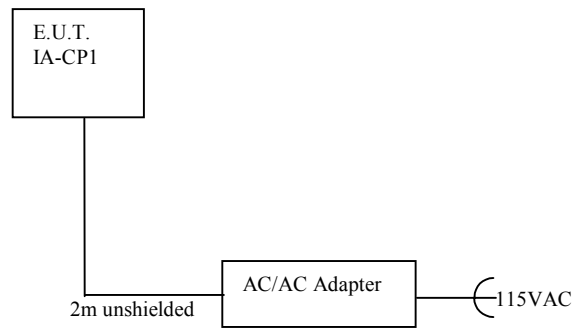 E.U.T.
IA-CP1
AC/AC Adapter
2m unshielded
115VAC